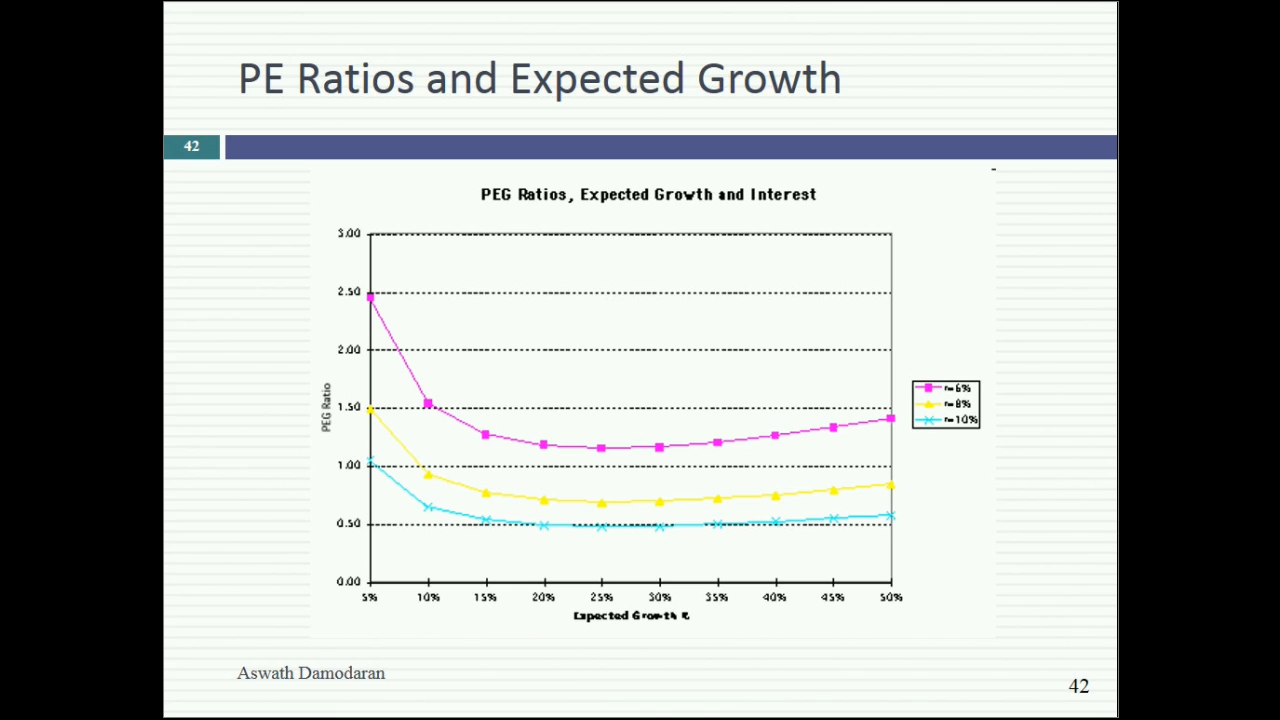 PE Ratios and Expected Growth
42
PEG Ratios, Expected Growth and Interest
3.00
2.50
2.00
1.50
1.00
0.50
0.00
PEG Ratio
5% 10% 15% 20% 25% 30% 35% 40% 45% 50%
Expected Growth
r=6%
r=8%
r=10%
Aswath Damodaran
42